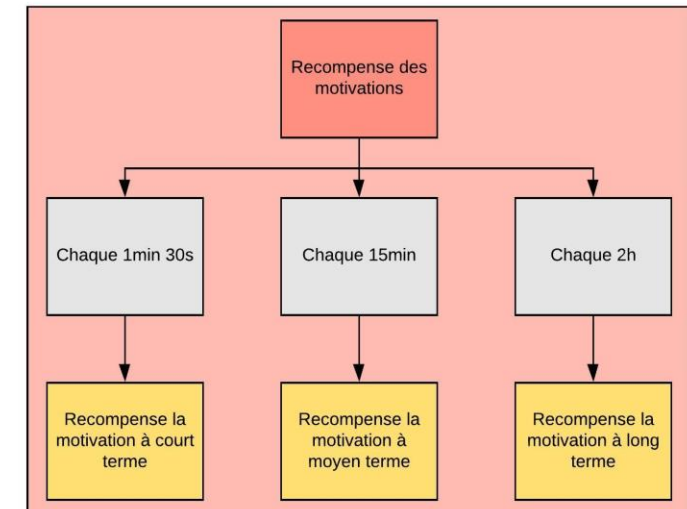 Recompense des
motivations
Chaque 1min 30s
Chaque 15min
Chaque 2h
Recompense la
motivation à court
terme
Recompense la
motivation à
moyen terme
Recompense la
motivation à long
terme